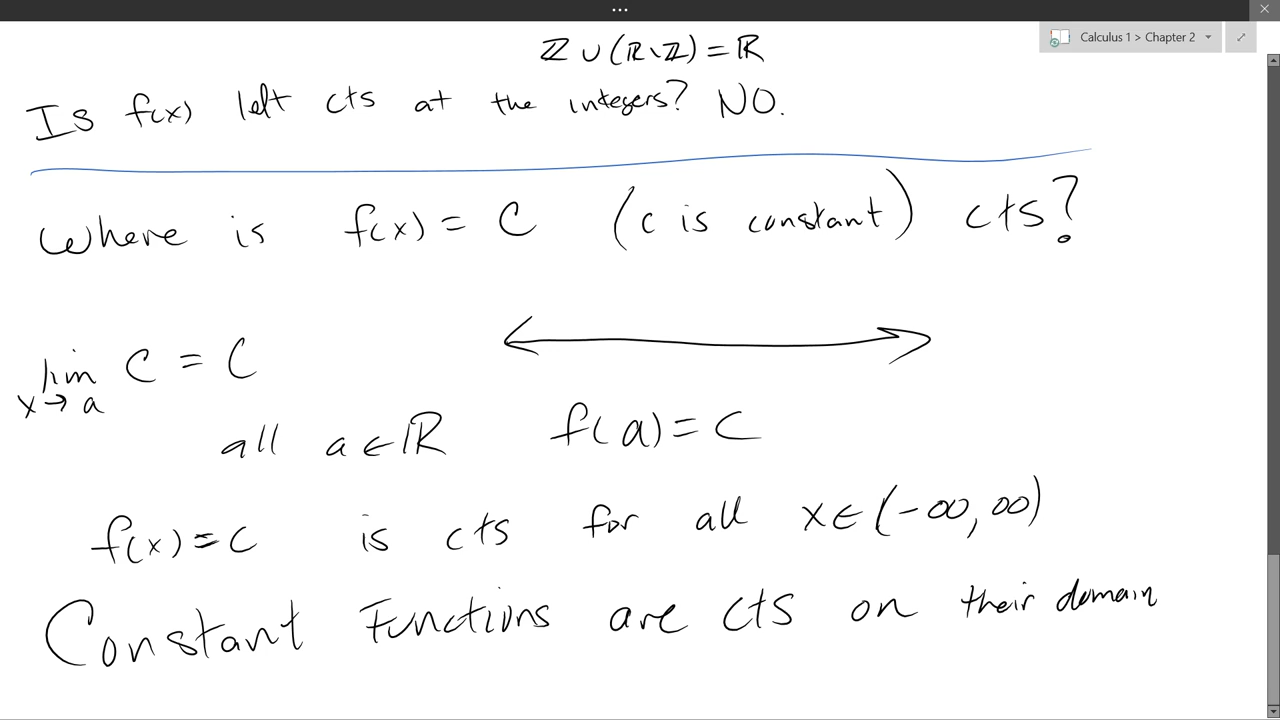 ...
Calculus 1 > Chapter 2
ℤ ∪ (ℝ\ℤ) = ℝ
Is f(x) left cts at the integers? NO.
Where is f(x) = C (c is constant) cts?
lim C = C
x→a
all a∈ℝ f(a) = C
f(x) = C is cts for all x∈(-∞,∞)
Constant Functions are cts on their domain